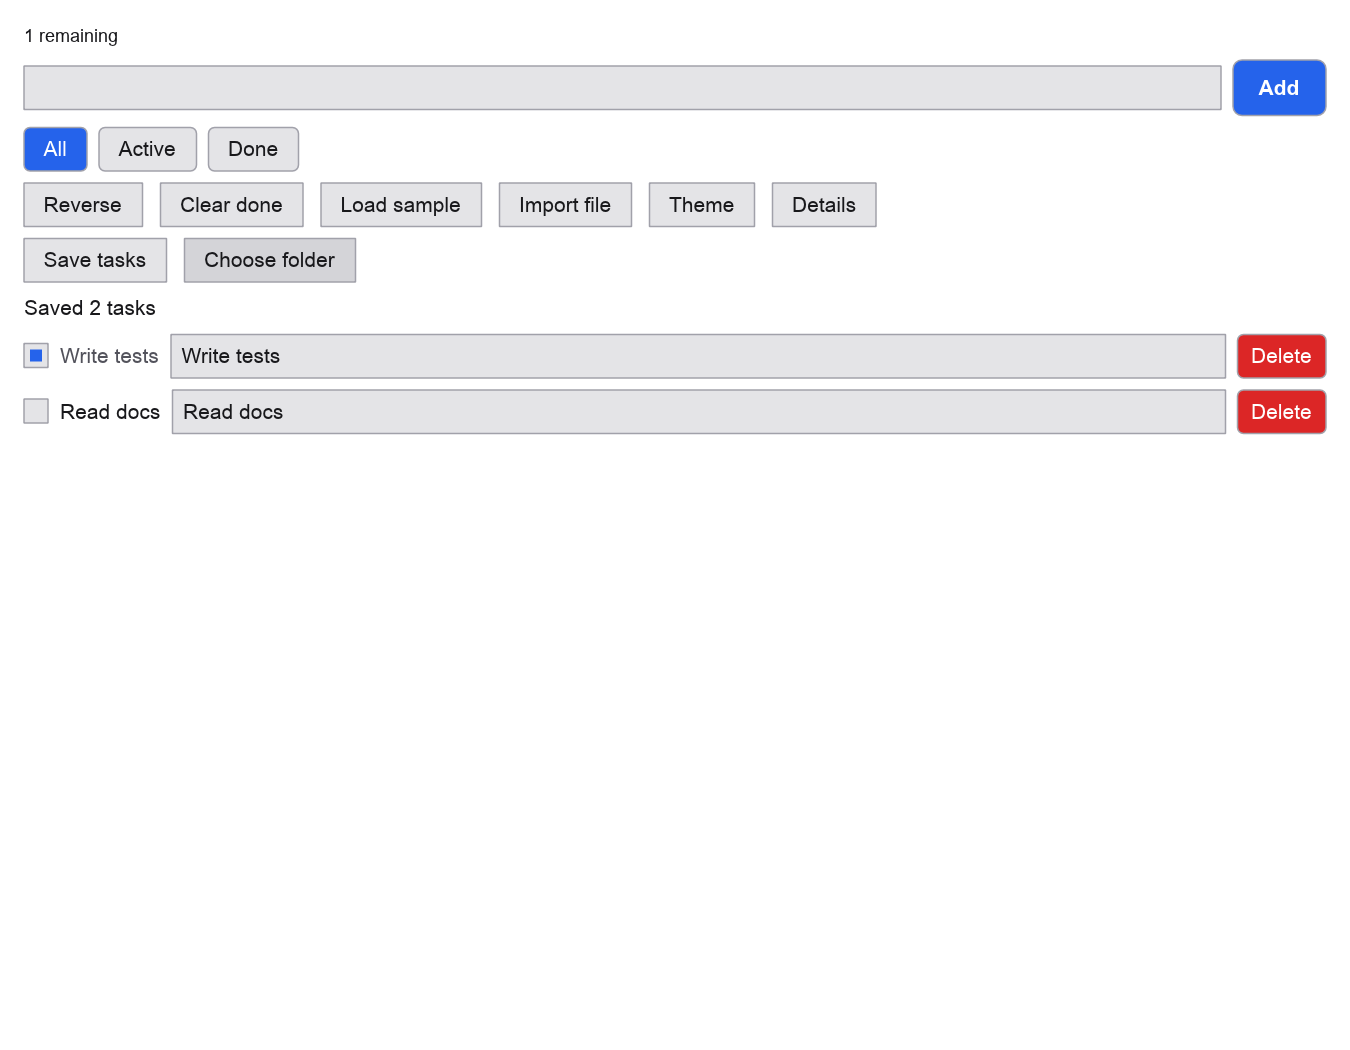 1 remaining
Add
All Active Done
Reverse Clear done Load sample Import file Theme Details
Save tasks Choose folder
Saved 2 tasks
Write tests Write tests Delete
Read docs Read docs Delete